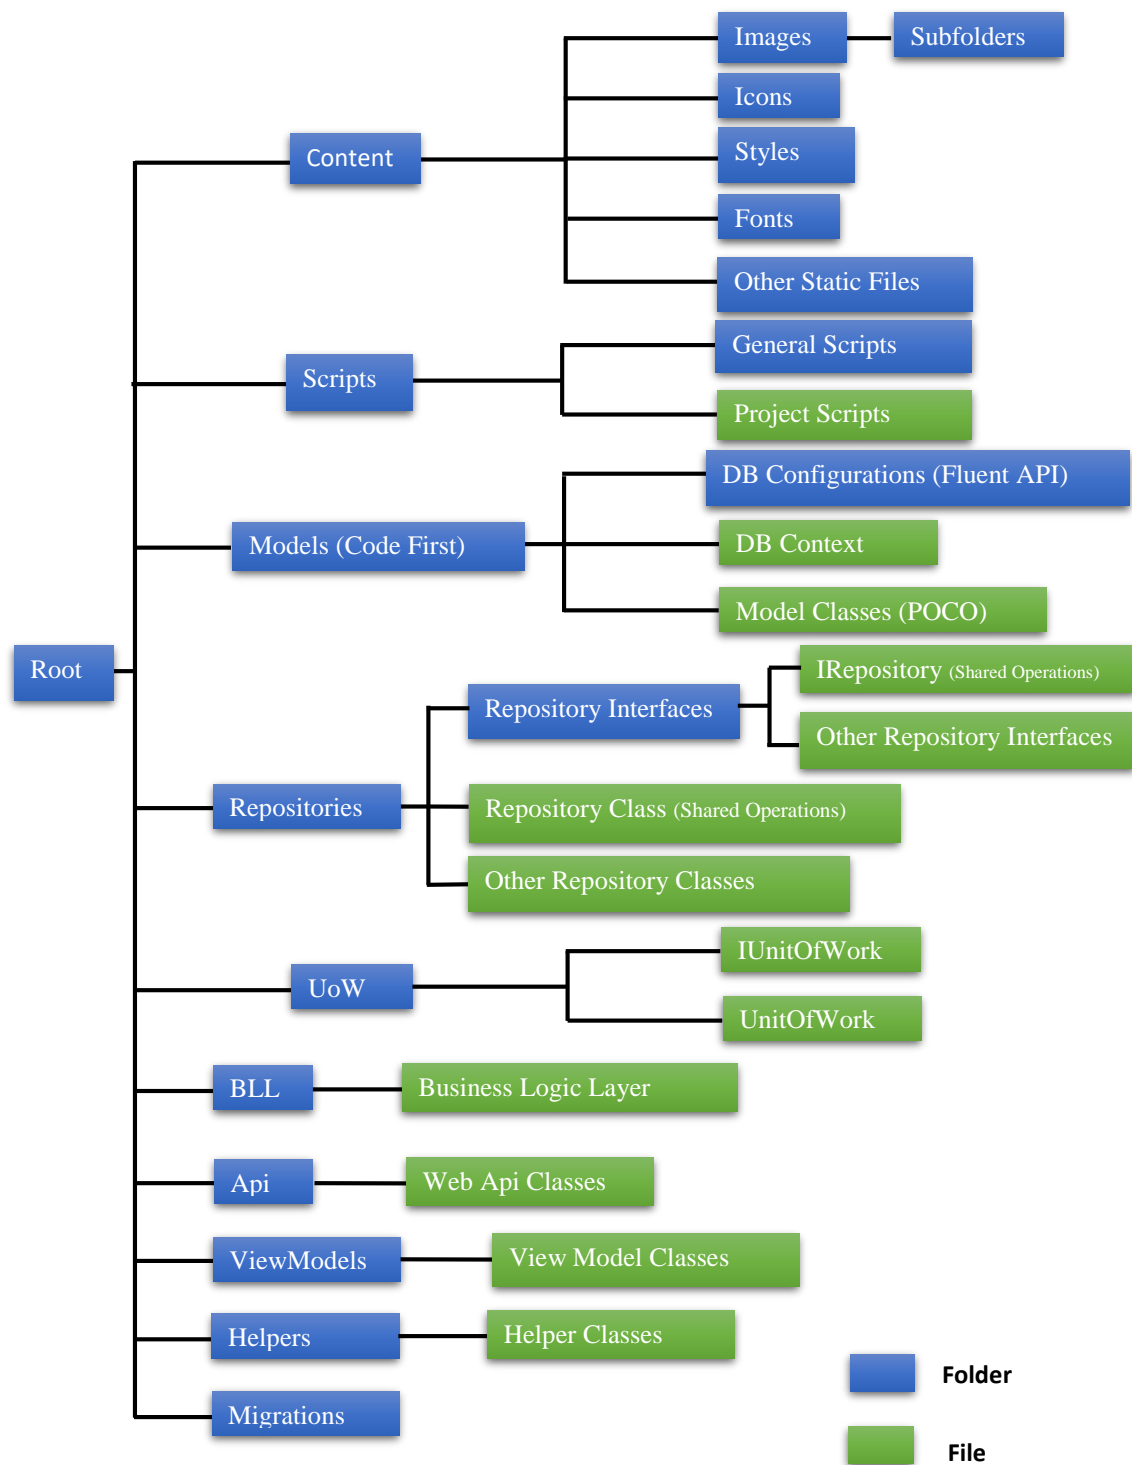 Images
Subfolders
Icons
Content
Styles
Fonts
Other Static Files
General Scripts
Scripts
Project Scripts
DB Configurations (Fluent API)
Models (Code First)
DB Context
Model Classes (POCO)
Root
IRepository (Shared Operations)
Repository Interfaces
Other Repository Interfaces
Repositories
Repository Class (Shared Operations)
Other Repository Classes
IUnitOfWork
UoW
UnitOfWork
BLL
Business Logic Layer
Api
Web Api Classes
ViewModels
View Model Classes
Helpers
Helper Classes
Folder
Migrations
File